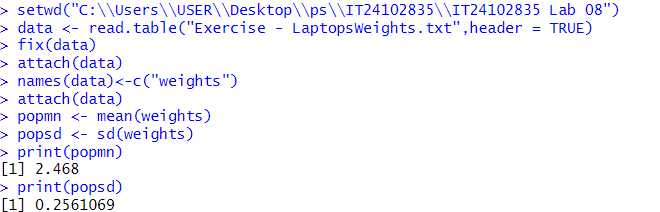 > setwd("C:\\Users\\USER\\Desktop\\ps\\IT24102835\\IT24102835 Lab 08")
> data <- read.table("Exercise - LaptopsWeights.txt",header = TRUE)
> fix(data)
> attach(data)
> names(data)<-c("weights")
> attach(data)
> popmn <- mean(weights)
> popsd <- sd(weights)
> print(popmn)
[1] 2.468
> print(popsd)
[1] 0.2561069